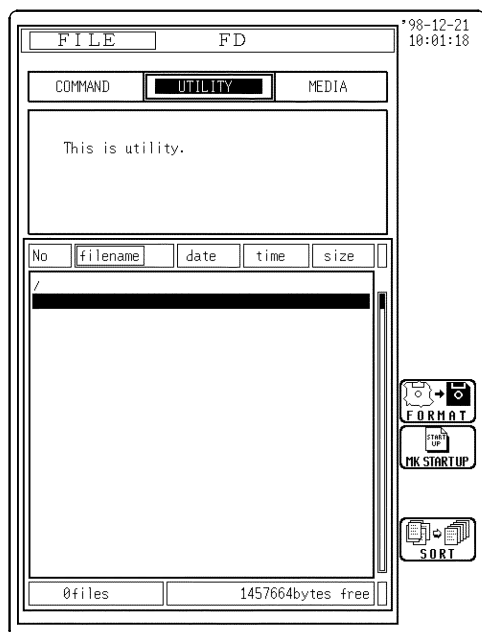 '98-12-21
10:01:18
FILE FD
COMMAND UTILITY MEDIA
This is utility.
No filename date time size
/
FORMAT
START
UP
MK STARTUP
SORT
0files 1457664bytes free